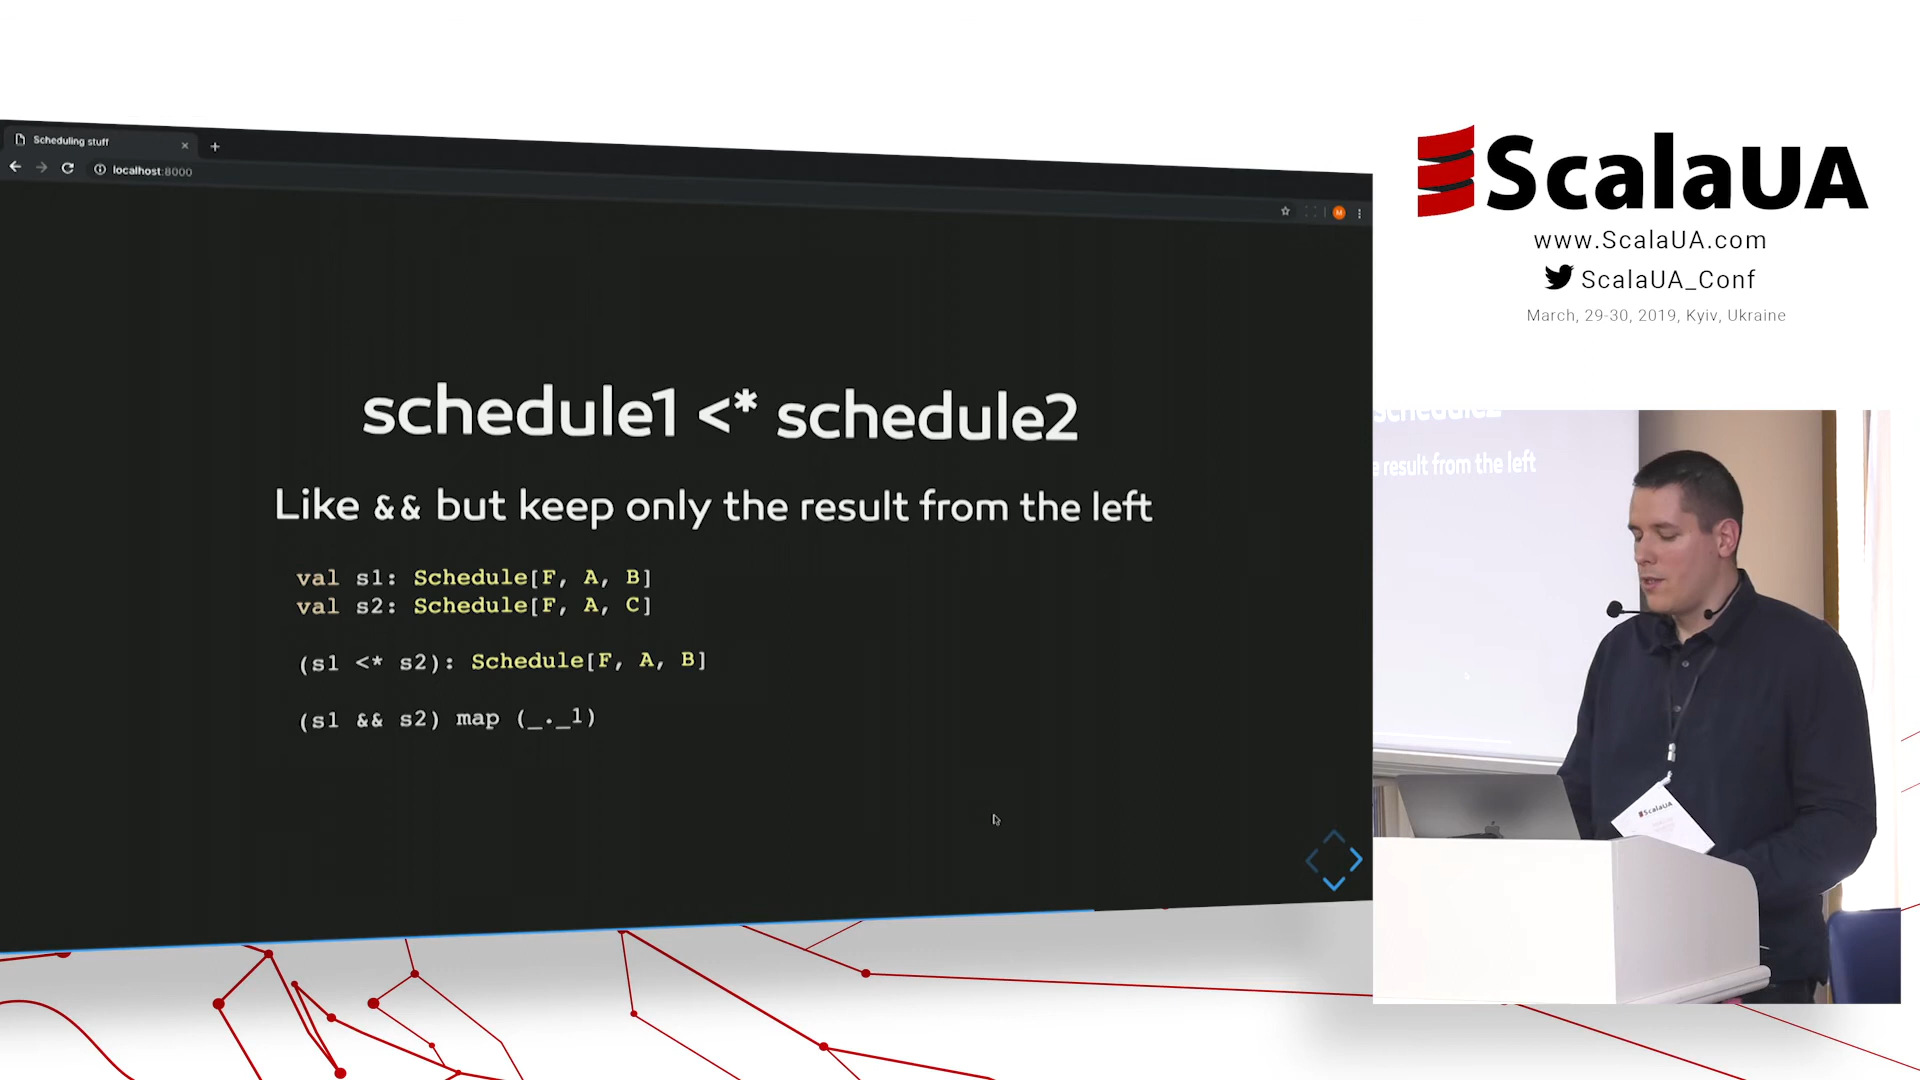 Scheduling stuff
localhost:8000
M
schedule1 <* schedule2
Like && but keep only the result from the left
val s1: Schedule[F, A, B]
val s2: Schedule[F, A, C]
(s1 <* s2): Schedule[F, A, B]
(s1 && s2) map (_._1)
ScalaUA
www.ScalaUA.com
ScalaUA_Conf
March, 29-30, 2019, Kyiv, Ukraine
schedule2
result from the left
ScalaUA